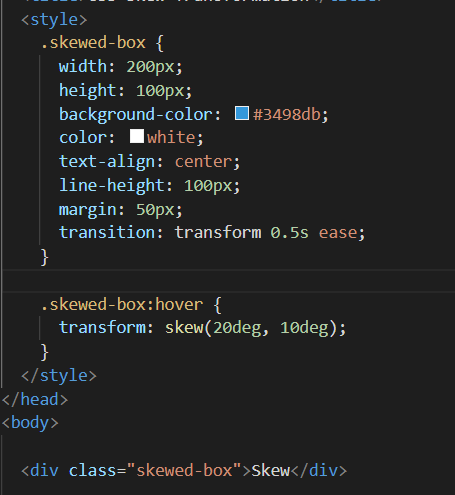 <style>
.skewed-box {
width: 200px;
height: 100px;
background-color: #3498db;
color: white;
text-align: center;
line-height: 100px;
margin: 50px;
transition: transform 0.5s ease;
}
.skewed-box:hover {
transform: skew(20deg, 10deg);
}
</style>
</head>
<body>
<div class="skewed-box">Skew</div>